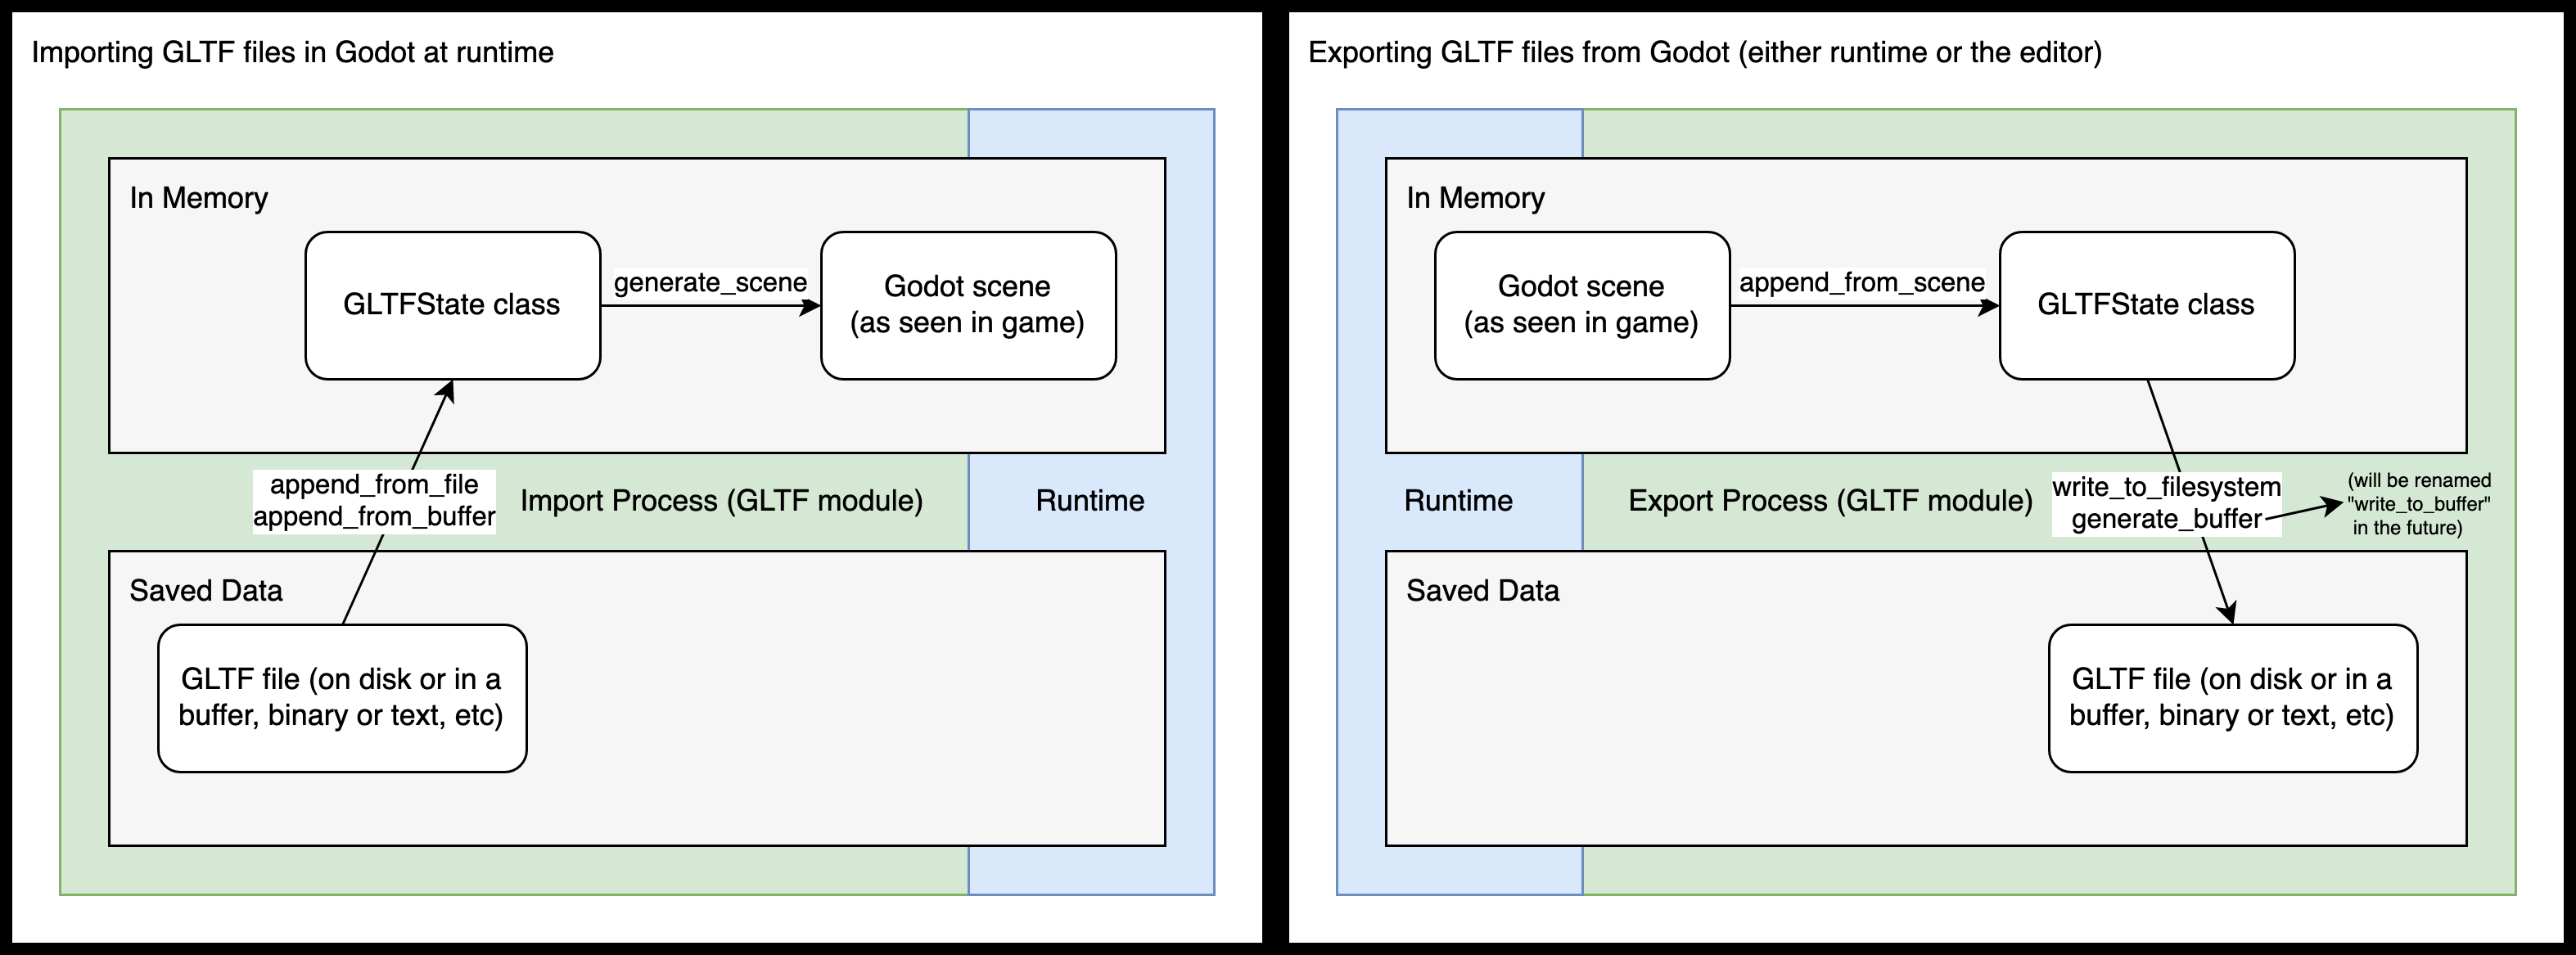 Importing GLTF files in Godot at runtime
In Memory
GLTFState class
generate_scene
Godot scene
(as seen in game)
append_from_file
append_from_buffer
Import Process (GLTF module)
Runtime
Saved Data
GLTF file (on disk or in a
buffer, binary or text, etc)
Exporting GLTF files from Godot (either runtime or the editor)
In Memory
Godot scene
(as seen in game)
append_from_scene
GLTFState class
Runtime
Export Process (GLTF module)
write_to_filesystem
generate_buffer
(will be renamed
"write_to_buffer"
in the future)
Saved Data
GLTF file (on disk or in a
buffer, binary or text, etc)